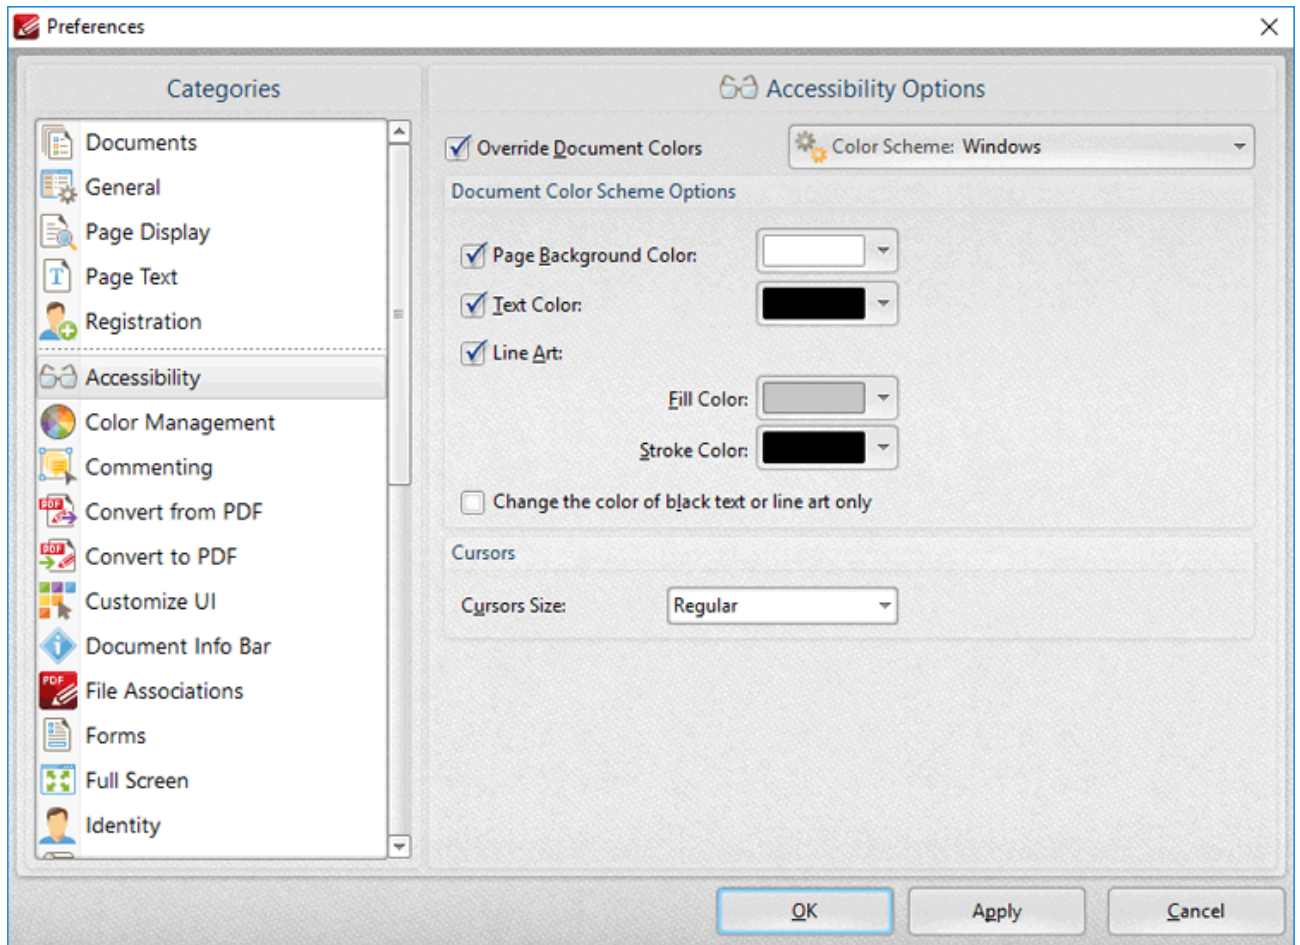 Preferences
Categories
Documents
General
Page Display
Page Text
Registration
Accessibility
Color Management
Commenting
Convert from PDF
Convert to PDF
Customize UI
Document Info Bar
File Associations
Forms
Full Screen
Identity
Accessibility Options
Override Document Colors
Color Scheme: Windows
Document Color Scheme Options
Page Background Color:
Text Color:
Line Art:
Fill Color:
Stroke Color:
Change the color of black text or line art only
Cursors
Cursors Size: Regular
OK Apply Cancel